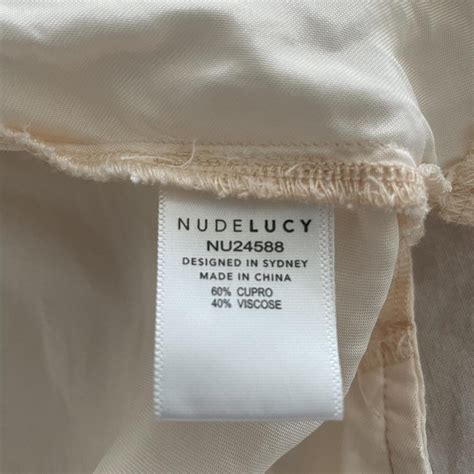 NUDELUCY
NU24588
DESIGNED IN SYDNEY
MADE IN CHINA
60% CUPRO
40% VISCOSE